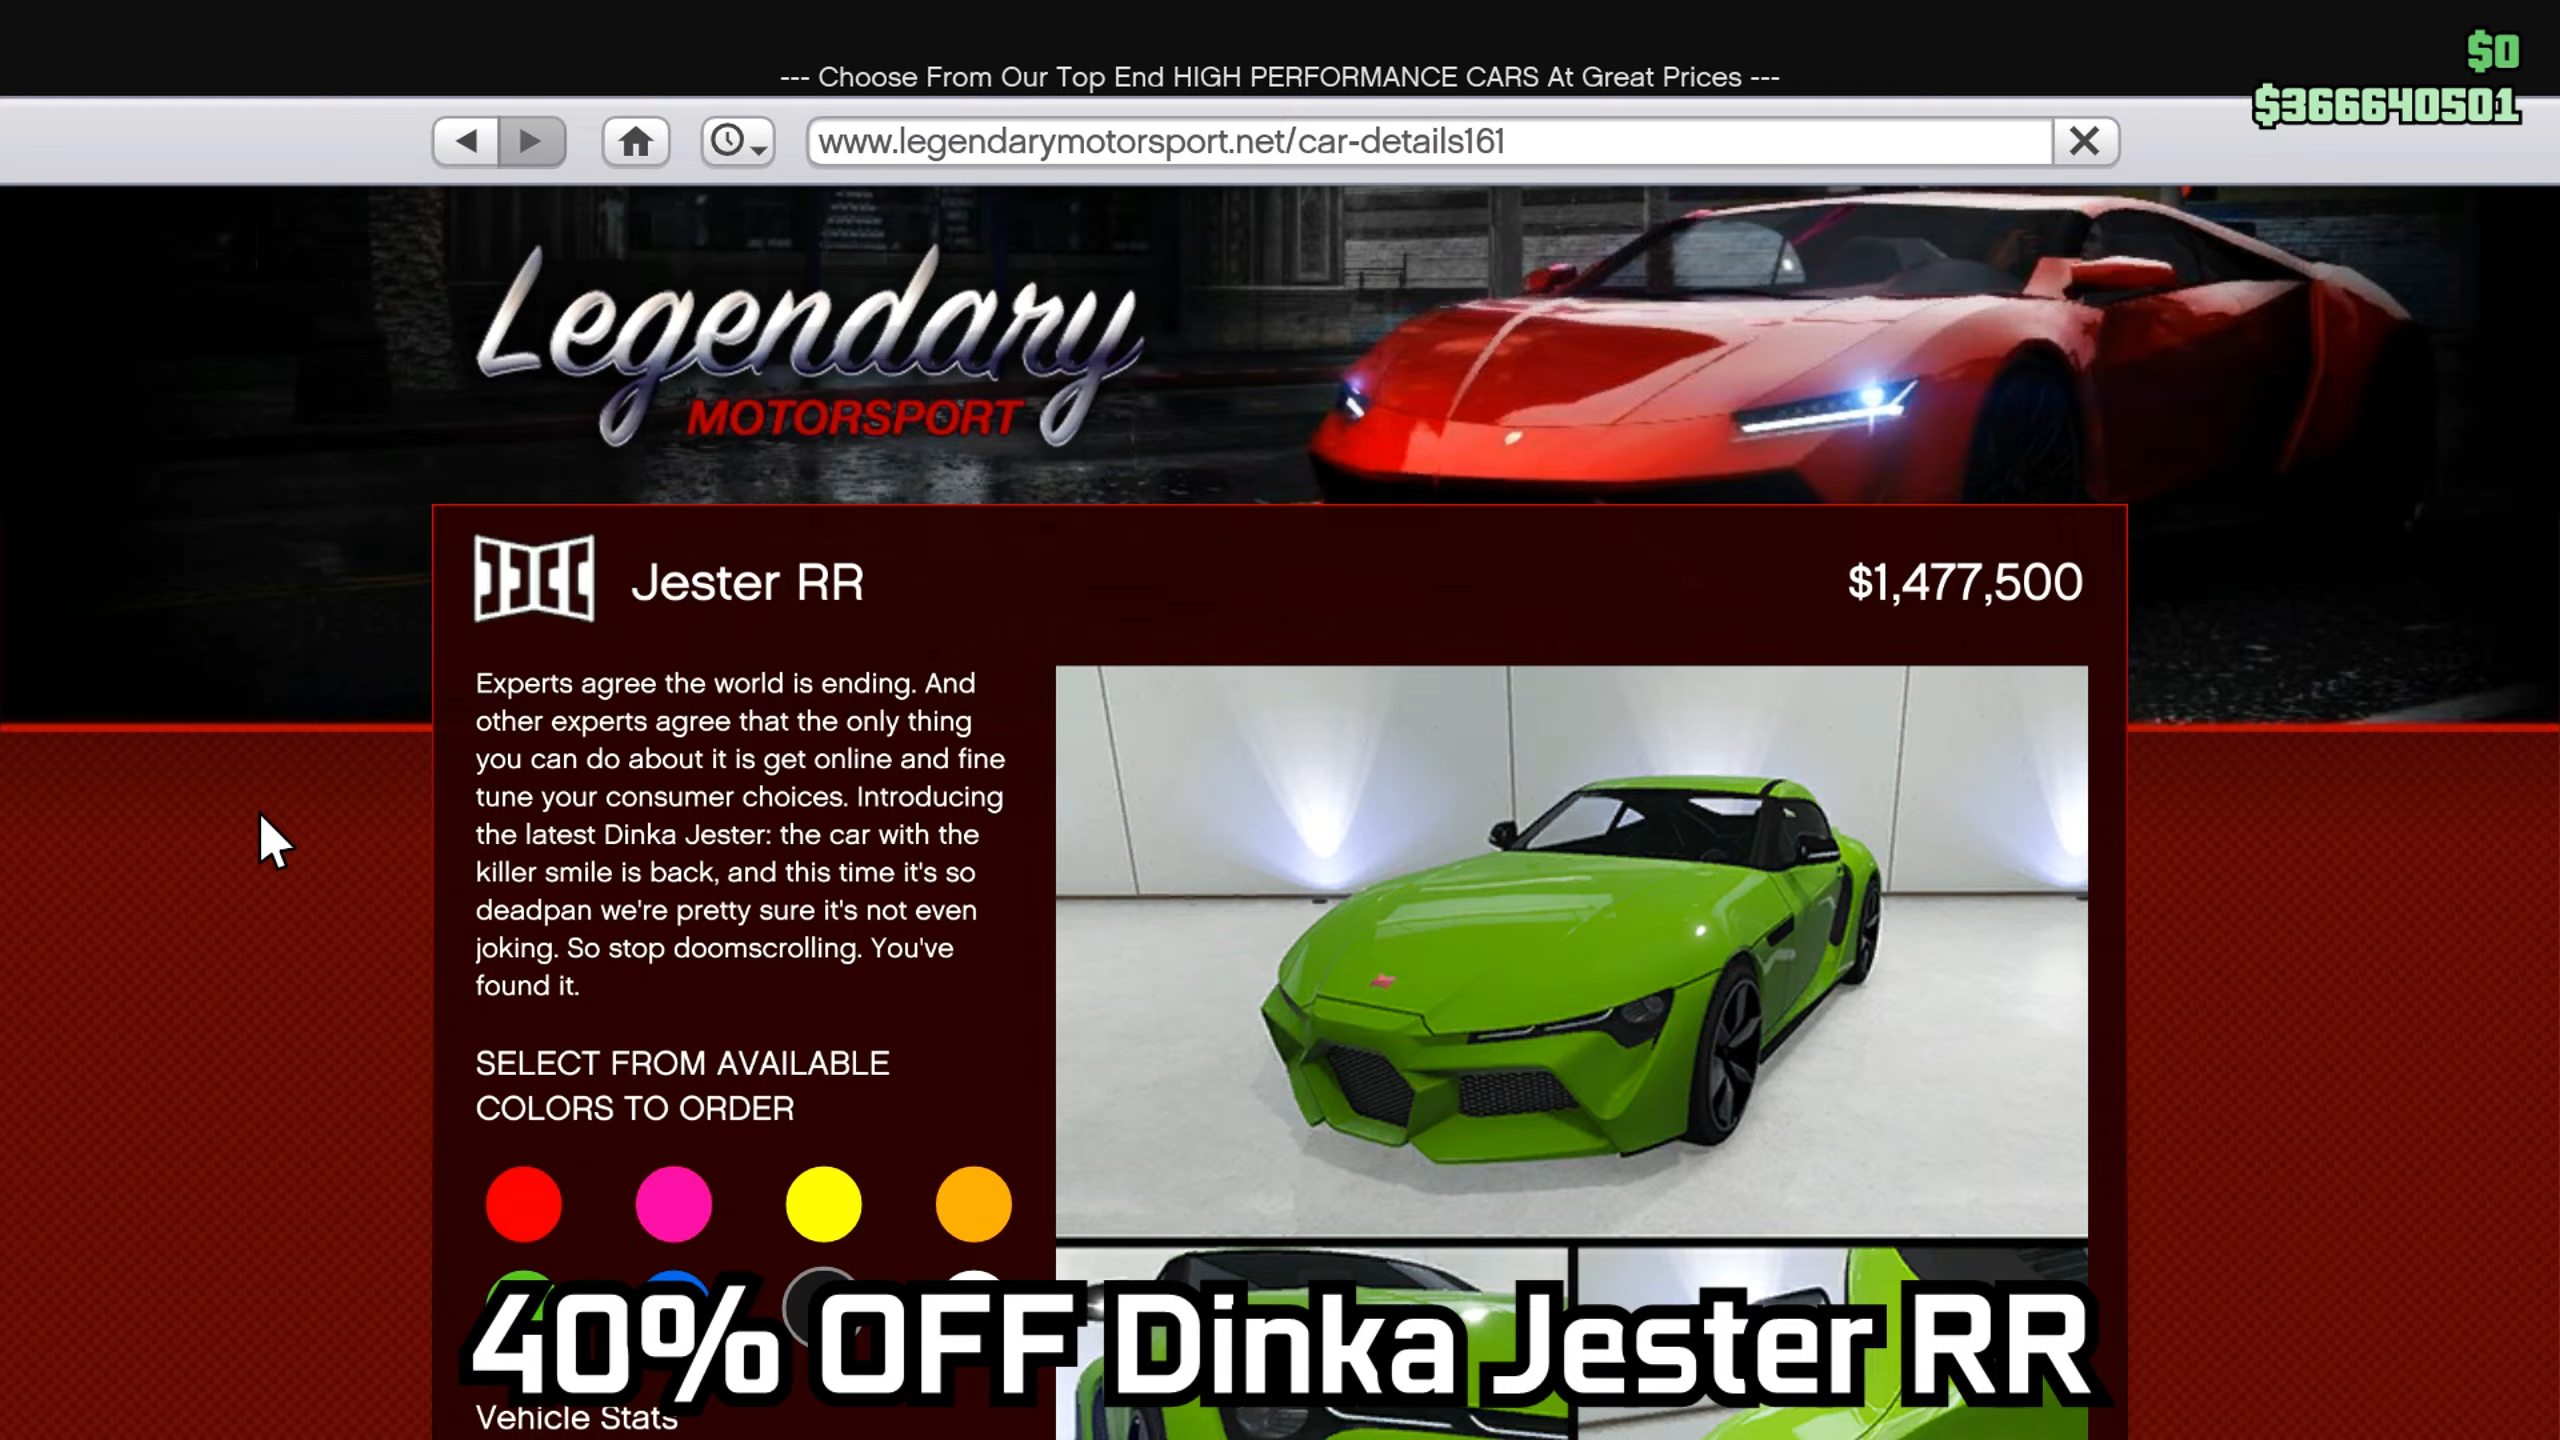 --- Choose From Our Top End HIGH PERFORMANCE CARS At Great Prices ---
$0
$366640501
www.legendarymotorsport.net/car-details161
Legendary
MOTORSPORT
Jester RR
$1,477,500
Experts agree the world is ending. And
other experts agree that the only thing
you can do about it is get online and fine
tune your consumer choices. Introducing
the latest Dinka Jester: the car with the
killer smile is back, and this time it's so
deadpan we're pretty sure it's not even
joking. So stop doomscrolling. You've
found it.
SELECT FROM AVAILABLE
COLORS TO ORDER
40% OFF Dinka Jester RR
Vehicle Stats